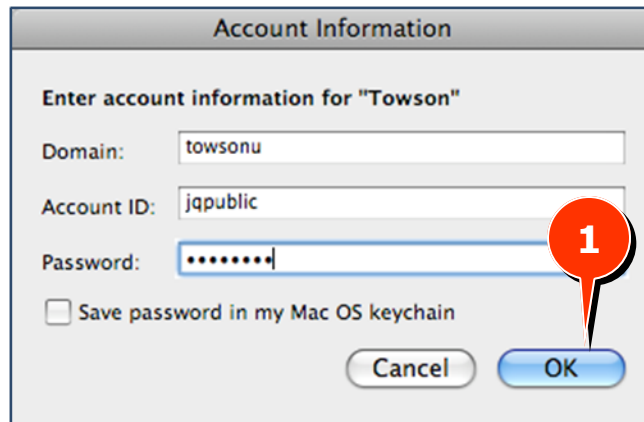 Account Information
Enter account information for "Towson"
Domain: towsonu
Account ID: jqpublic
Password: ••••••••
1
Save password in my Mac OS keychain
Cancel OK